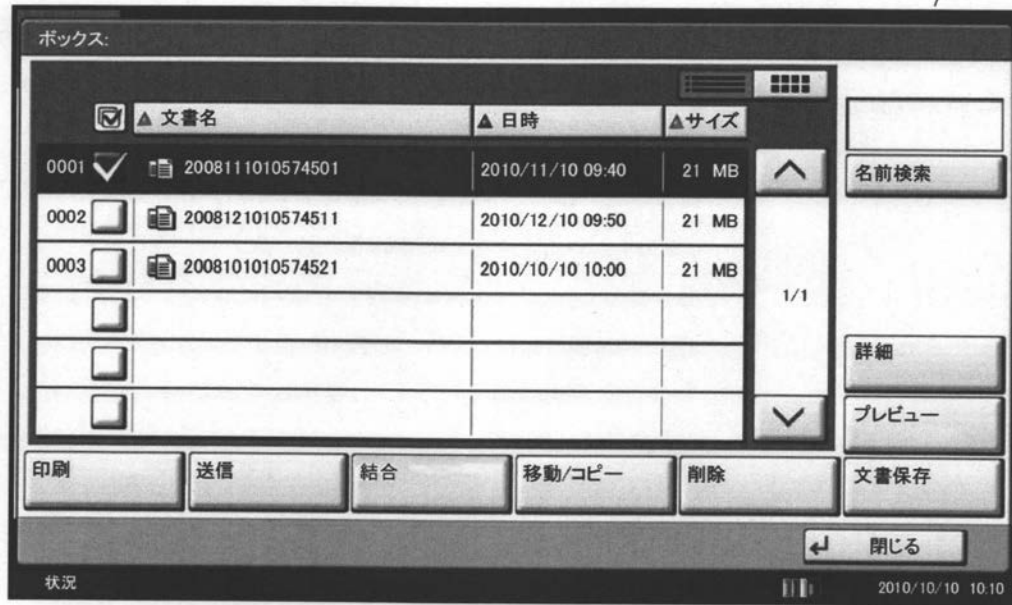 ボックス:
文書名 日時 サイズ
0001 2008111010574501 2010/11/10 09:40 21 MB
名前検索
0002 2008121010574511 2010/12/10 09:50 21 MB
0003 2008101010574521 2010/10/10 10:00 21 MB
1/1
詳細
プレビュー
印刷 送信 結合 移動/コピー 削除 文書保存
閉じる
状況 2010/10/10 10:10